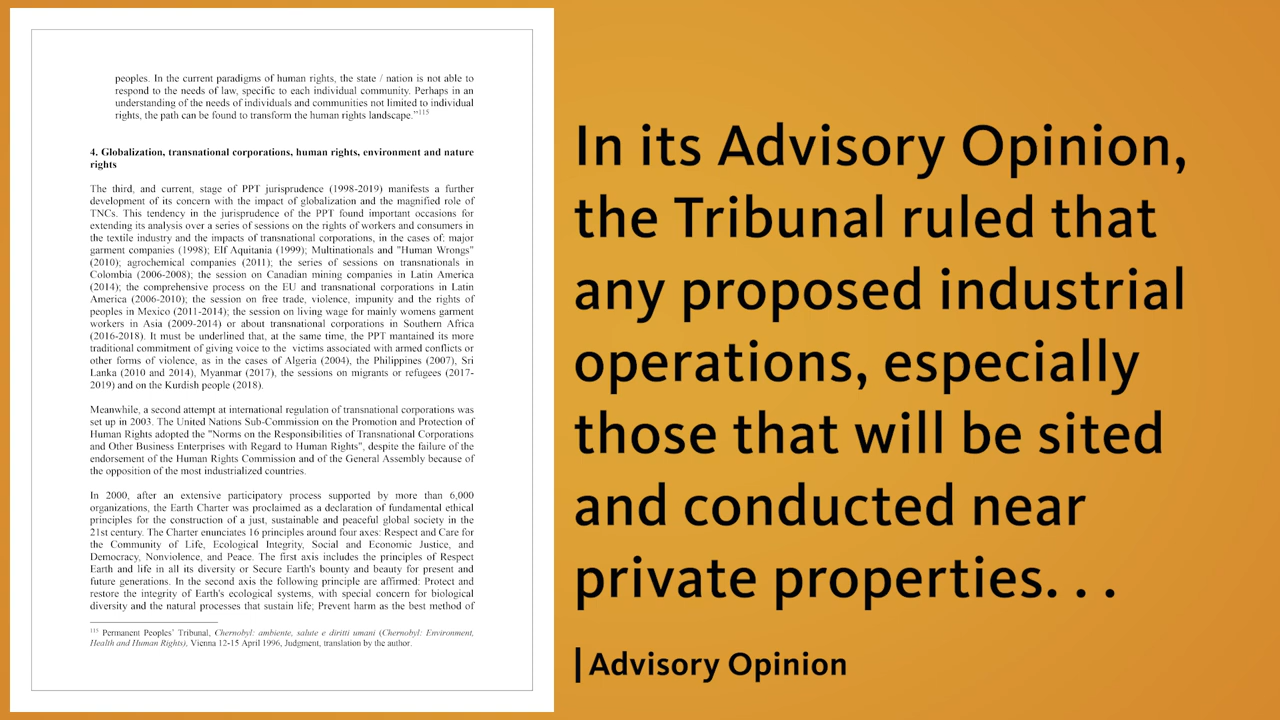 peoples. In the current paradigms of human rights, the state / nation is not able to
respond to the needs of law, specific to each individual community. Perhaps in an
understanding of the needs of individuals and communities not limited to individual
rights, the path can be found to transform the human rights landscape."115
4. Globalization, transnational corporations, human rights, environment and nature
rights
The third, and current, stage of PPT jurisprudence (1998-2019) manifests a further
development of its concern with the impact of globalization and the magnified role of
TNCs. This tendency in the jurisprudence of the PPT found important occasions for
extending its analysis over a series of sessions on the rights of workers and consumers in
the textile industry and the impacts of transnational corporations, in the cases of: major
garment companies (1998); Elf Aquitania (1999); Multinationals and "Human Wrongs"
(2010); agrochemical companies (2011); the series of sessions on transnationals in
Colombia (2006-2008); the session on Canadian mining companies in Latin America
(2014); the comprehensive process on the EU and transnational corporations in Latin
America (2006-2010); the session on free trade, violence, impunity and the rights of
peoples in Mexico (2011-2014); the session on living wage for mainly womens garment
workers in Asia (2009-2014) or about transnational corporations in Southern Africa
(2016-2018). It must be underlined that, at the same time, the PPT mantained its more
traditional commitment of giving voice to the victims associated with armed conflicts or
other forms of violence, as in the cases of Algeria (2004), the Philippines (2007), Sri
Lanka (2010 and 2014), Myanmar (2017), the sessions on migrants or refugees (2017-
2019) and on the Kurdish people (2018).
Meanwhile, a second attempt at international regulation of transnational corporations was
set up in 2003. The United Nations Sub-Commission on the Promotion and Protection of
Human Rights adopted the "Norms on the Responsibilities of Transnational Corporations
and Other Business Enterprises with Regard to Human Rights", despite the failure of the
endorsement of the Human Rights Commission and of the General Assembly because of
the opposition of the most industrialized countries.
In 2000, after an extensive participatory process supported by more than 6,000
organizations, the Earth Charter was proclaimed as a declaration of fundamental ethical
principles for the construction of a just, sustainable and peaceful global society in the
21st century. The Charter enunciates 16 principles around four axes: Respect and Care for
the Community of Life, Ecological Integrity, Social and Economic Justice, and
Democracy, Nonviolence, and Peace. The first axis includes the principles of Respect
Earth and life in all its diversity or Secure Earth's bounty and beauty for present and
future generations. In the second axis the following principle are affirmed: Protect and
restore the integrity of Earth's ecological systems, with special concern for biological
diversity and the natural processes that sustain life; Prevent harm as the best method of
115 Permanent Peoples' Tribunal, Chernobyl: ambiente, salute e diritti umani (Chernobyl: Environment,
Health and Human Rights), Vienna 12-15 April 1996, Judgment, translation by the author.
In its Advisory Opinion,
the Tribunal ruled that
any proposed industrial
operations, especially
those that will be sited
and conducted near
private properties. . .
Advisory Opinion